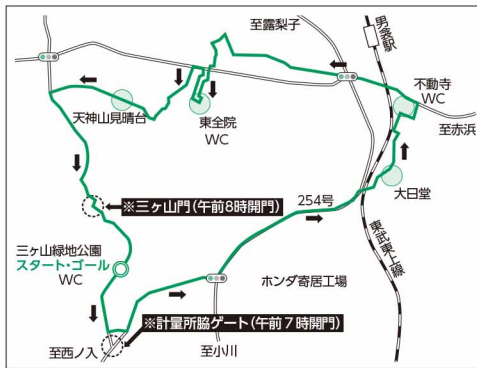 至露梨子
男衾駅
不動寺
WC
至赤浜
天神山見晴台
東全院
WC
大日堂
※三ヶ山門(午前8時開門)
254号
東武東上線
三ヶ山緑地公園
スタート・ゴール
WC
ホンダ寄居工場
※計量所脇ゲート(午前7時開門)
至西ノ入
至小川